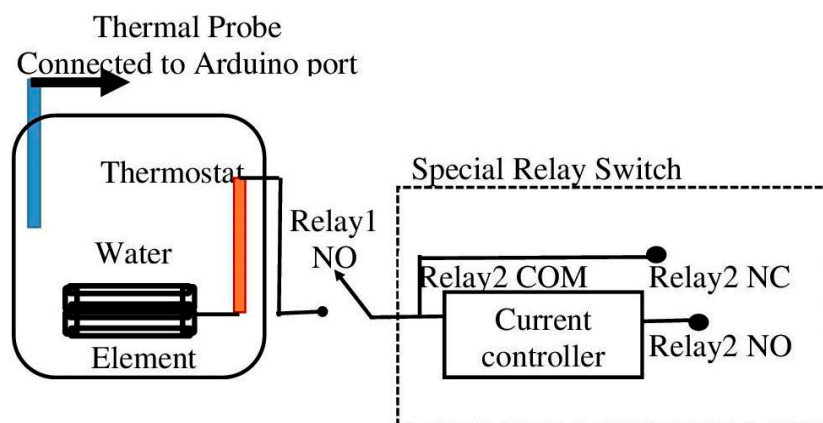 Thermal Probe
Connected to Arduino port
Thermostat
Special Relay Switch
Relay1
NO
Water
Relay2 COM
Relay2 NC
Current
controller
Relay2 NO
Element